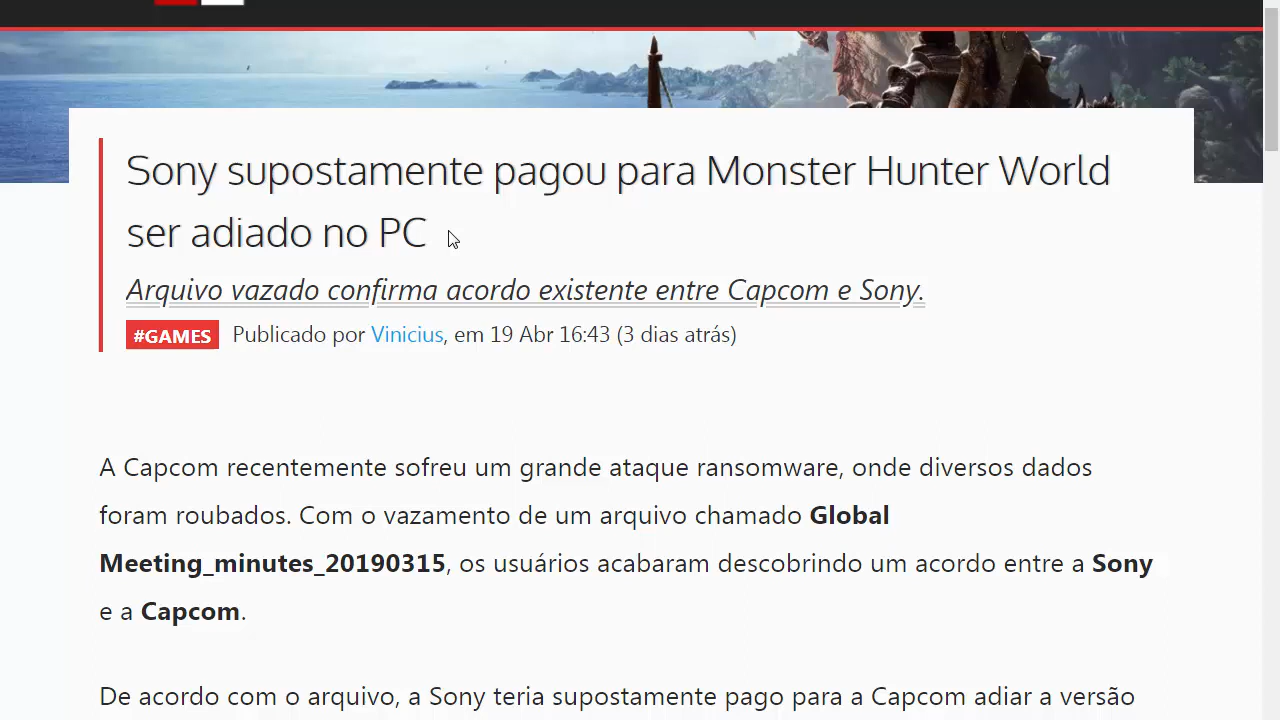 Sony supostamente pagou para Monster Hunter World
ser adiado no PC
Arquivo vazado confirma acordo existente entre Capcom e Sony.
#GAMES Publicado por Vinicius, em 19 Abr 16:43 (3 dias atrás)
A Capcom recentemente sofreu um grande ataque ransomware, onde diversos dados
foram roubados. Com o vazamento de um arquivo chamado Global
Meeting_minutes_20190315, os usuários acabaram descobrindo um acordo entre a Sony
e a Capcom.
De acordo com o arquivo, a Sony teria supostamente pago para a Capcom adiar a versão